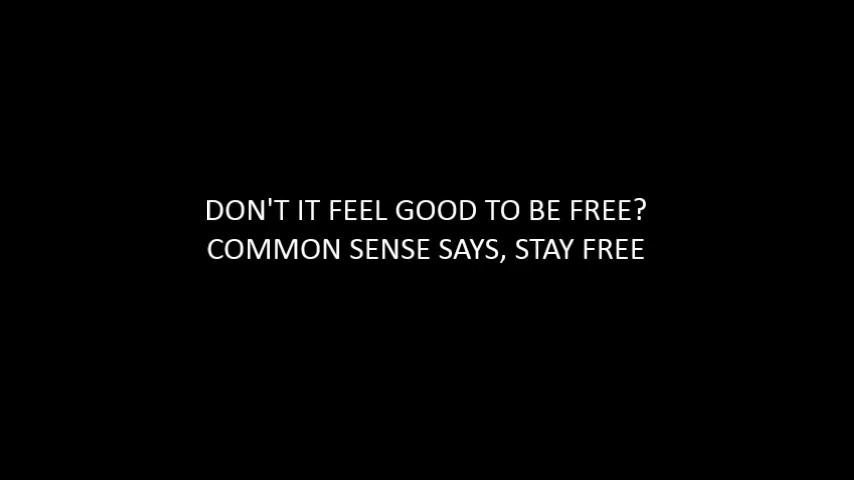 DON'T IT FEEL GOOD TO BE FREE?
COMMON SENSE SAYS, STAY FREE